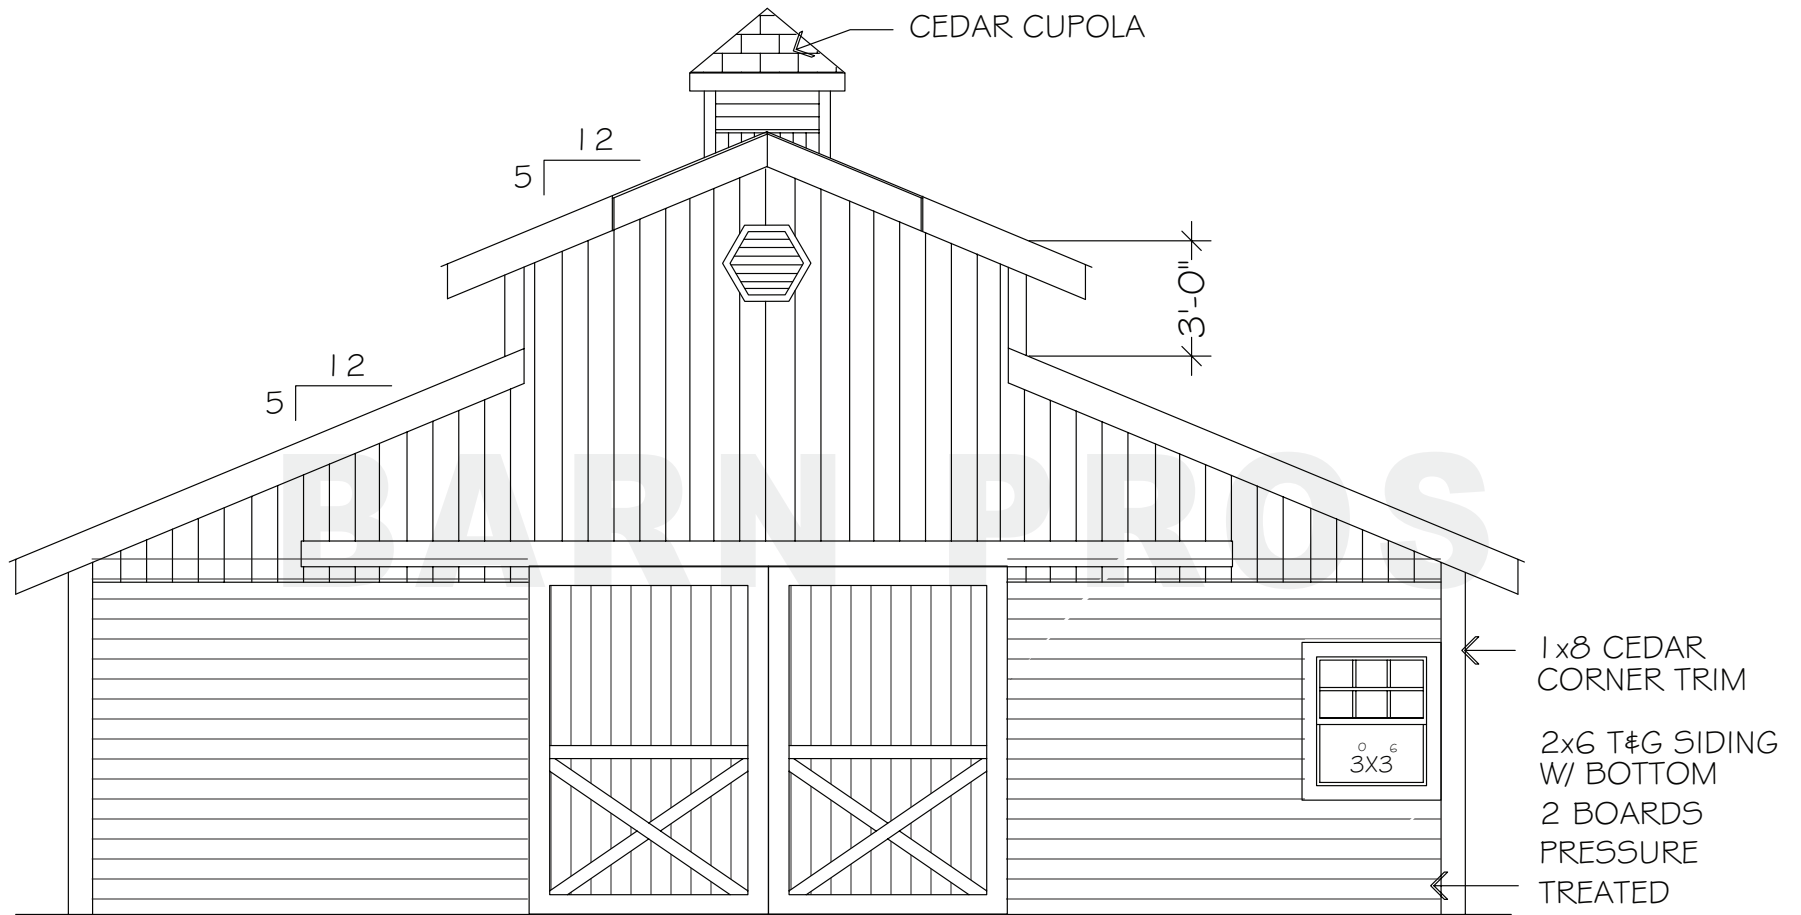 CEDAR CUPOLA
12
5
3'-0"
12
5
BARN PROS
1x8 CEDAR
CORNER TRIM
2x6 T&G SIDING
W/ BOTTOM
2 BOARDS
PRESSURE
TREATED
3⁰X3⁶